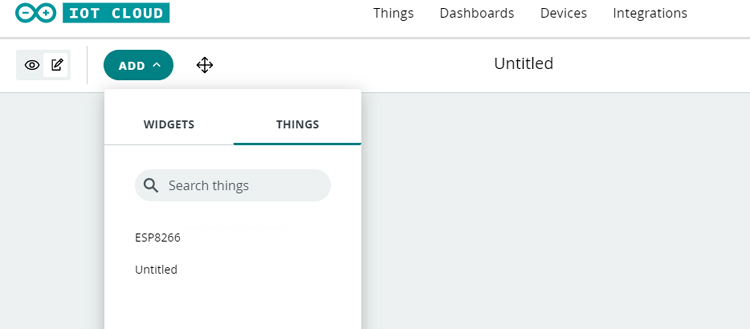 IOT CLOUD
Things Dashboards Devices Integrations
ADD
Untitled
WIDGETS THINGS
Search things
ESP8266
Untitled